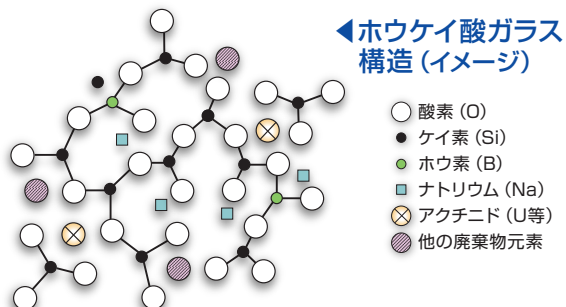 ◀ホウケイ酸ガラス
構造（イメージ）
酸素（O）
ケイ素（Si）
ホウ素（B）
ナトリウム（Na）
アクチニド（U等）
他の廃棄物元素